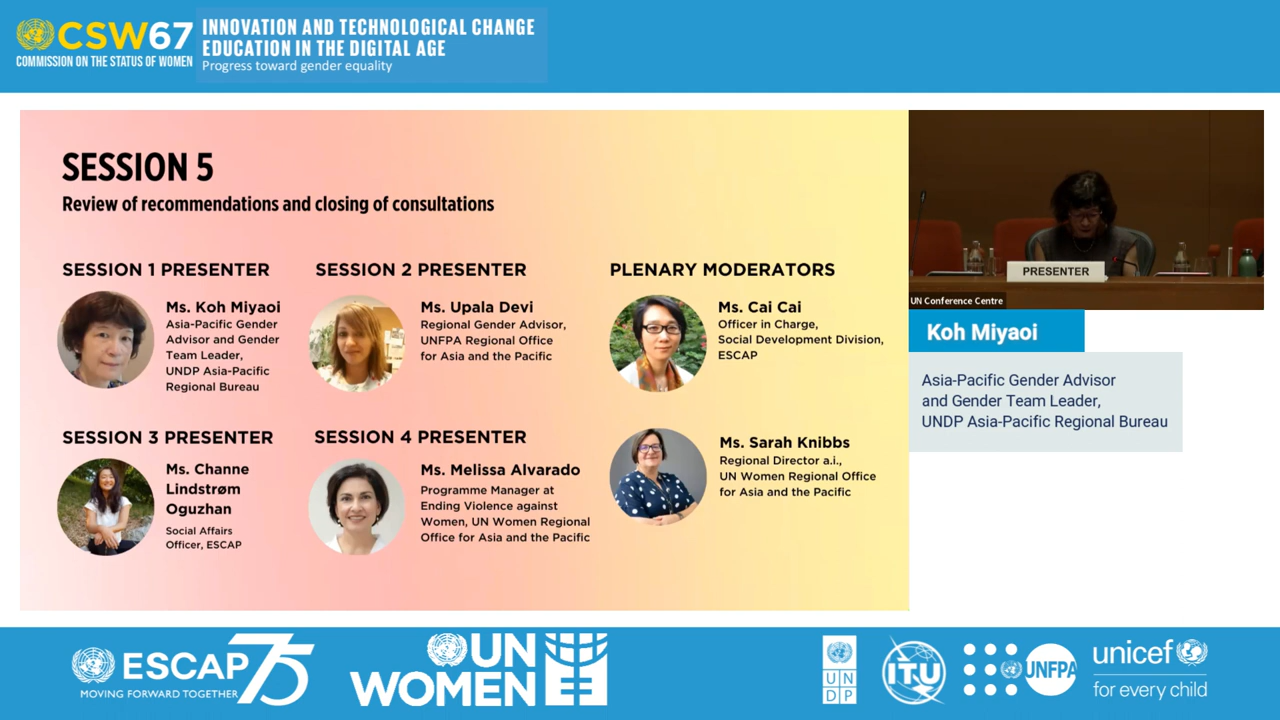 CSW67
COMMISSION ON THE STATUS OF WOMEN
INNOVATION AND TECHNOLOGICAL CHANGE
EDUCATION IN THE DIGITAL AGE
Progress toward gender equality
SESSION 5
Review of recommendations and closing of consultations
SESSION 1 PRESENTER
Ms. Koh Miyaoi
Asia-Pacific Gender
Advisor and Gender
Team Leader,
UNDP Asia-Pacific
Regional Bureau
SESSION 2 PRESENTER
Ms. Upala Devi
Regional Gender Advisor,
UNFPA Regional Office
for Asia and the Pacific
PLENARY MODERATORS
Ms. Cai Cai
Officer in Charge,
Social Development Division,
ESCAP
SESSION 3 PRESENTER
Ms. Channe
Lindstrøm
Oguzhan
Social Affairs
Officer, ESCAP
SESSION 4 PRESENTER
Ms. Melissa Alvarado
Programme Manager at
Ending Violence against
Women, UN Women Regional
Office for Asia and the Pacific
Ms. Sarah Knibbs
Regional Director a.i.,
UN Women Regional Office
for Asia and the Pacific
PRESENTER
UN Conference Centre
Koh Miyaoi
Asia-Pacific Gender Advisor
and Gender Team Leader,
UNDP Asia-Pacific Regional Bureau
ESCAP 75
MOVING FORWARD TOGETHER
UN
WOMEN
UN
DP
ITU
UNFPA
unicef
for every child